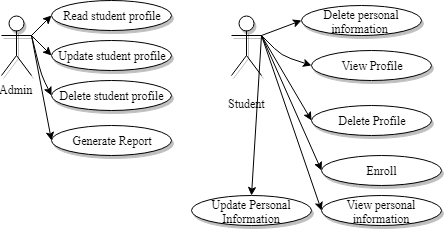 Read student profile
Update student profile
Delete student profile
Generate Report
Admin
Delete personal
information
View Profile
Delete Profile
Enroll
View personal
information
Update Personal
Information
Student